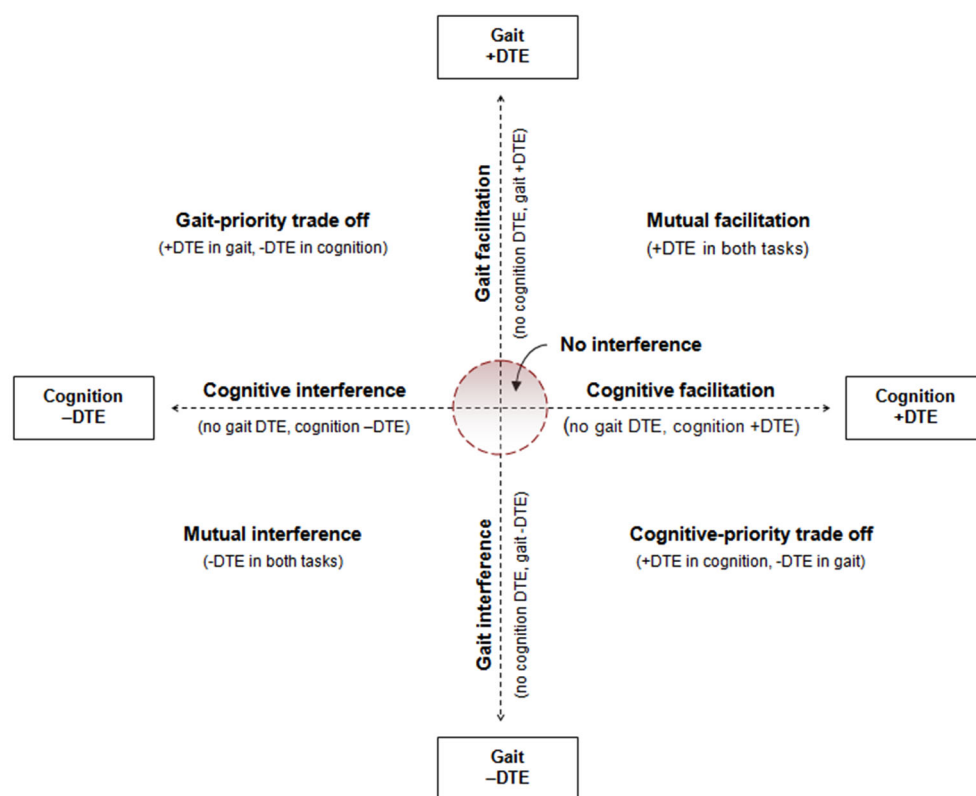 Gait
+DTE
Gait facilitation
(no cognition DTE, gait +DTE)
Gait-priority trade off
(+DTE in gait, -DTE in cognition)
Mutual facilitation
(+DTE in both tasks)
No interference
Cognition
–DTE
Cognitive interference
(no gait DTE, cognition –DTE)
Cognitive facilitation
(no gait DTE, cognition +DTE)
Cognition
+DTE
Mutual interference
(-DTE in both tasks)
Gait interference
(no cognition DTE, gait -DTE)
Cognitive-priority trade off
(+DTE in cognition, -DTE in gait)
Gait
–DTE